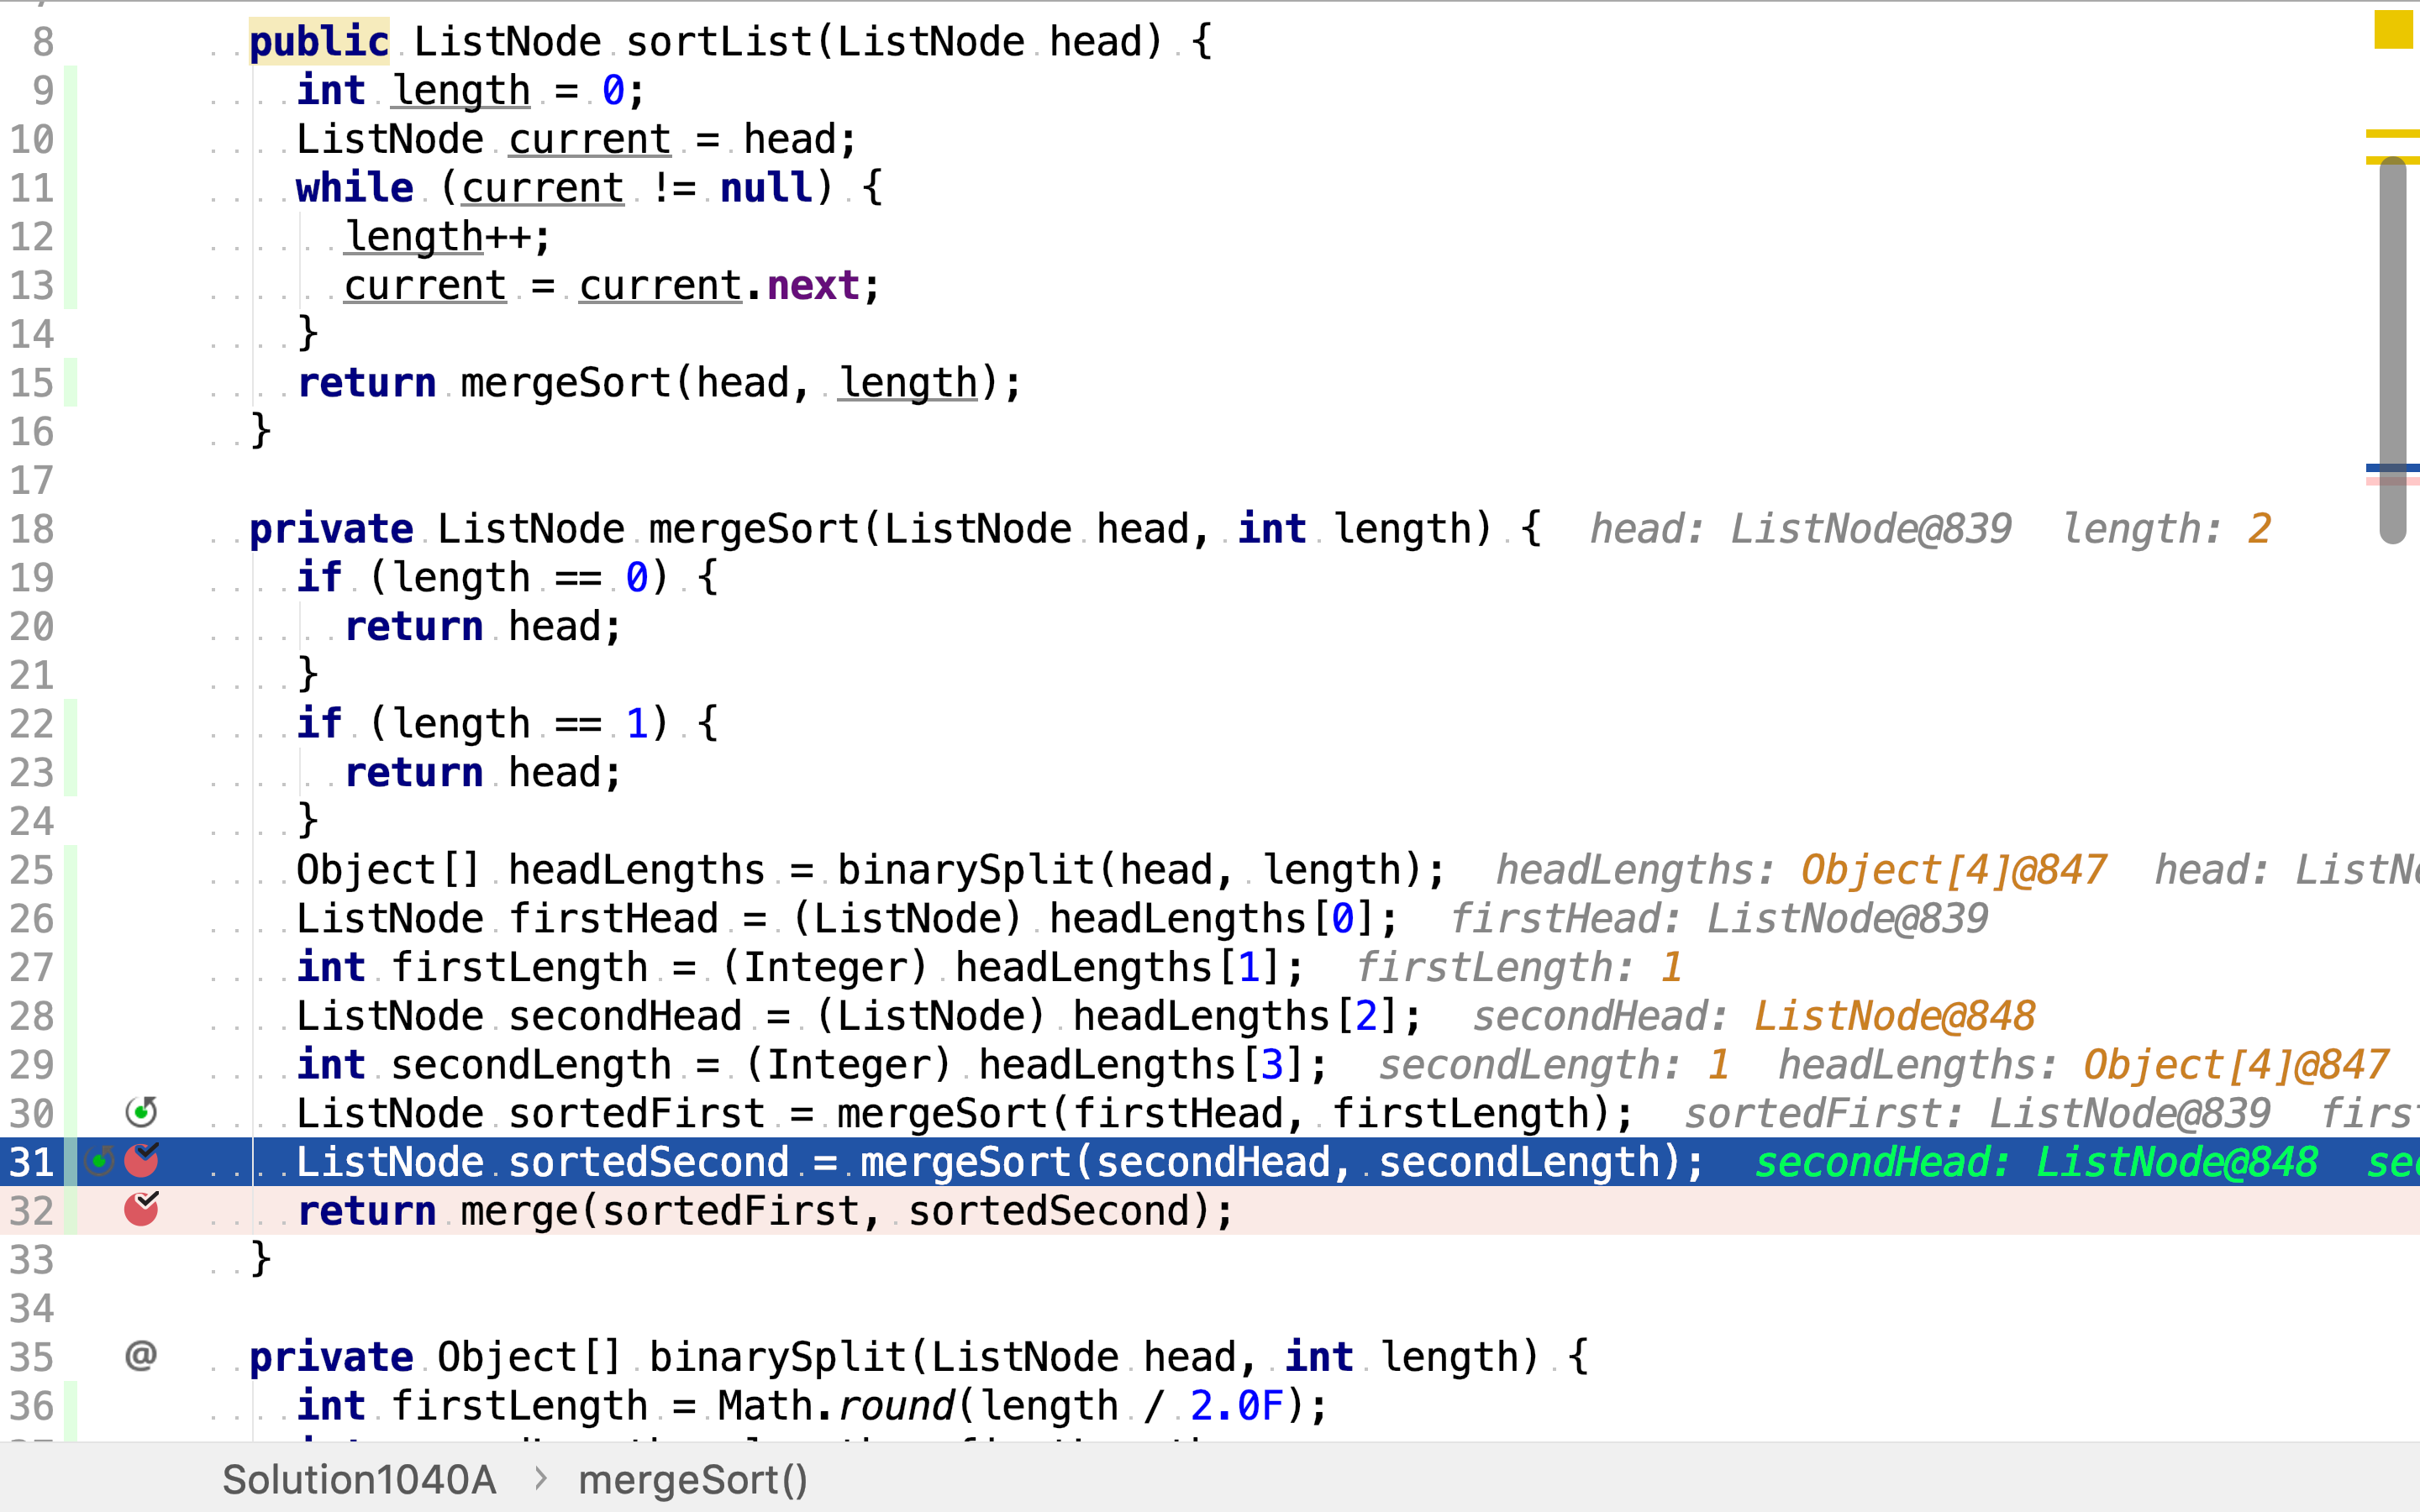 8 public ListNode sortList(ListNode head) {
9 int length = 0;
10 ListNode current = head;
11 while (current != null) {
12 length++;
13 current = current.next;
14 }
15 return mergeSort(head, length);
16 }
17
18 private ListNode mergeSort(ListNode head, int length) { head: ListNode@839 length: 2
19 if (length == 0) {
20 return head;
21 }
22 if (length == 1) {
23 return head;
24 }
25 Object[] headLengths = binarySplit(head, length); headLengths: Object[4]@847 head:
26 ListNode firstHead = (ListNode) headLengths[0]; firstHead: ListNode@839
27 int firstLength = (Integer) headLengths[1]; firstLength: 1
28 ListNode secondHead = (ListNode) headLengths[2]; secondHead: ListNode@848
29 int secondLength = (Integer) headLengths[3]; secondLength: 1 headLengths: Object[4]@847
30 ListNode sortedFirst = mergeSort(firstHead, firstLength); sortedFirst: ListNode@839
31 ListNode sortedSecond = mergeSort(secondHead, secondLength); secondHead: ListNode@848
32 return merge(sortedFirst, sortedSecond);
33 }
34
35 @ private Object[] binarySplit(ListNode head, int length) {
36 int firstLength = Math.round(length / 2.0F);
Solution1040A > mergeSort()